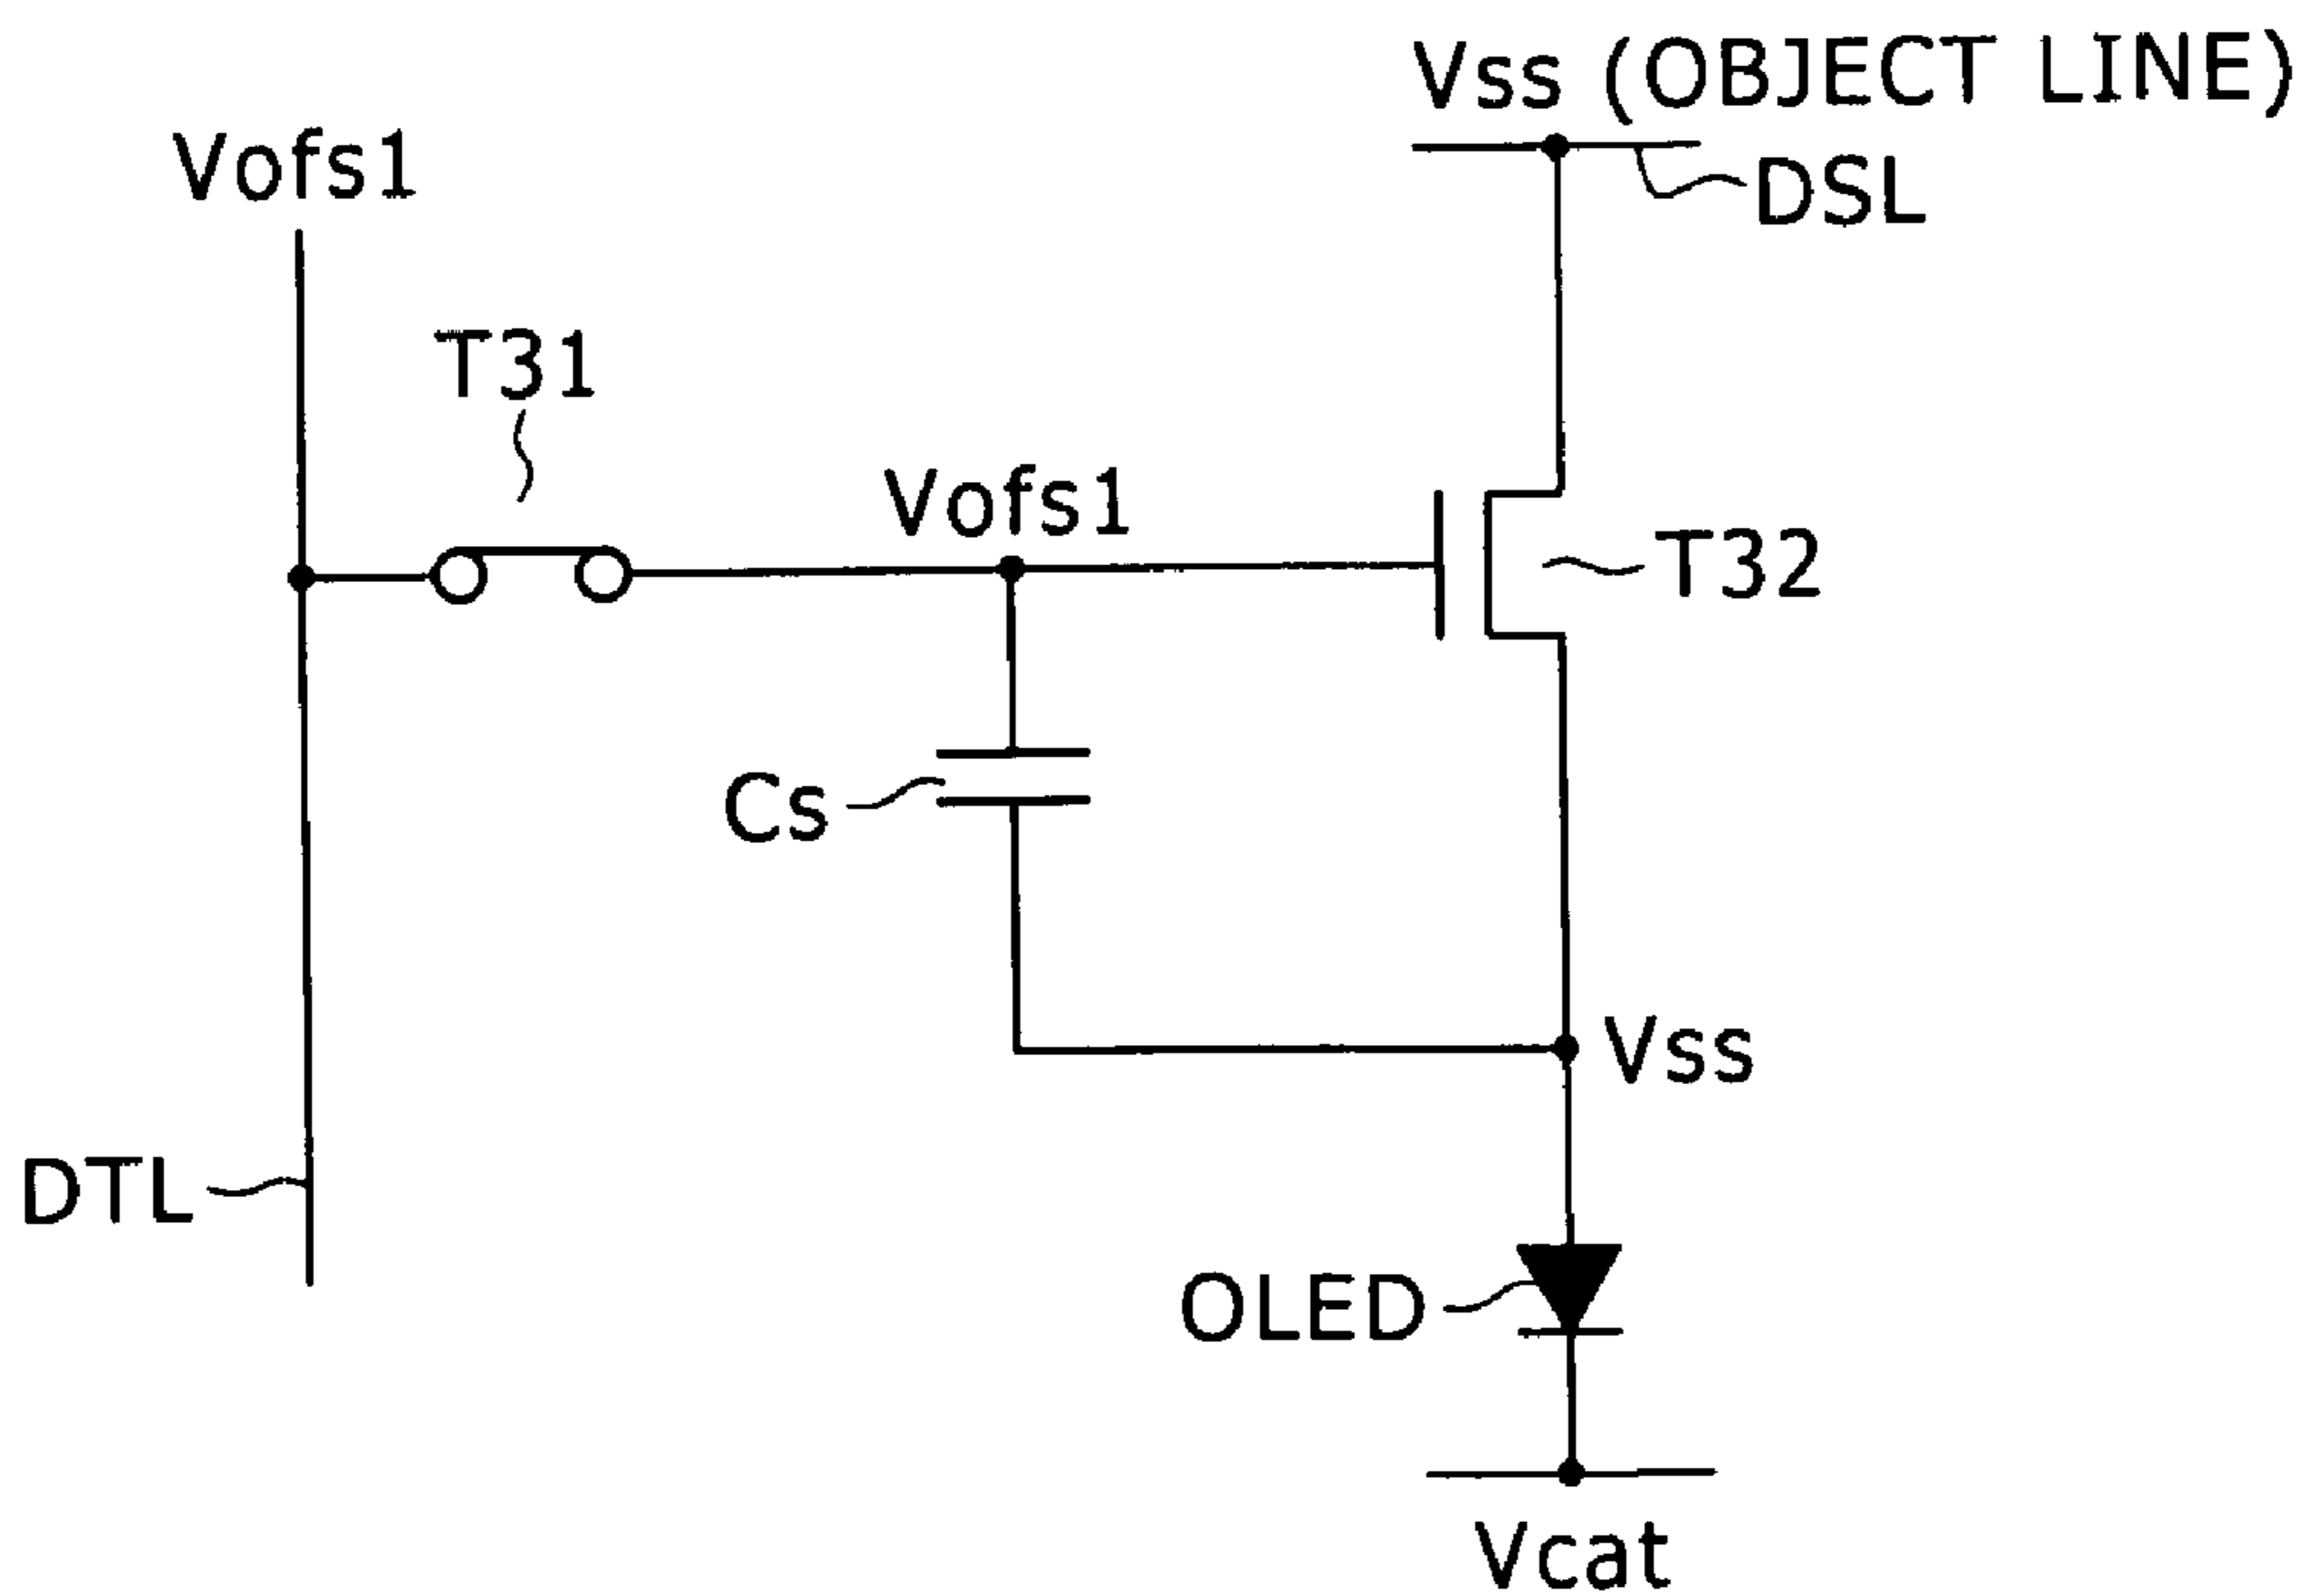 Vss (OBJECT LINE)
Vofs1
DSL
T31
Vofs1
T32
Cs
Vss
DTL
OLED
Vcat